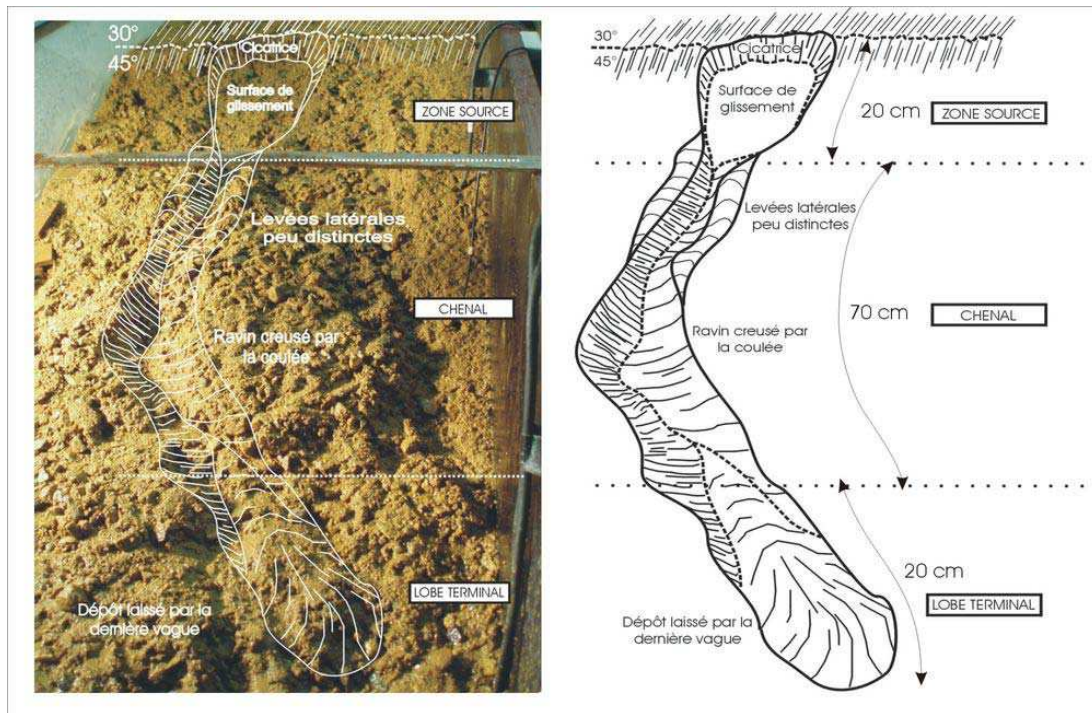 30°
45°
Cicatrice
Surface de
glissement
ZONE SOURCE
Levées latérales
peu distinctes
CHENAL
Ravin creusé par
la coulée
LOBE TERMINAL
Dépôt laissé par la
dernière vague
30°
45°
Cicatrice
Surface de
glissement
20 cm
ZONE SOURCE
Levées latérales
peu distinctes
70 cm
CHENAL
Ravin creusé par
la coulée
20 cm
LOBE TERMINAL
Dépôt laissé par la
dernière vague